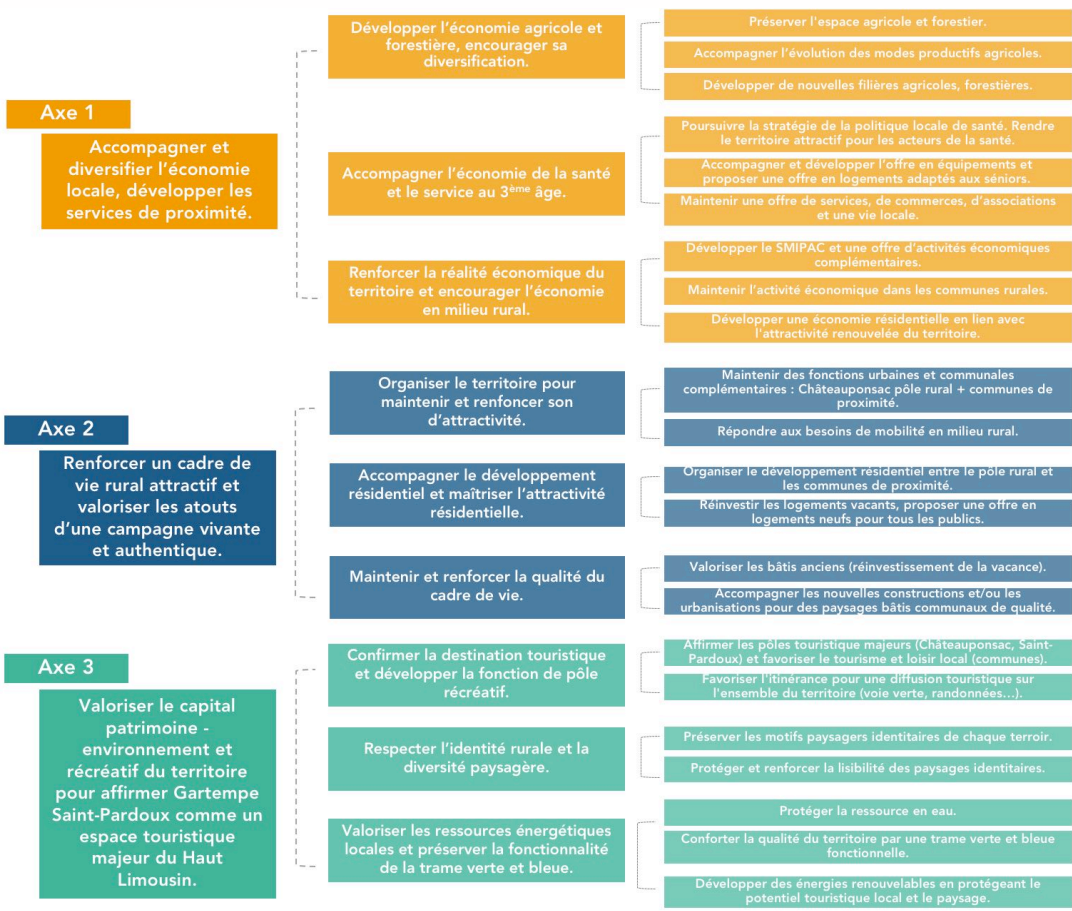 Axe 1
Accompagner et
diversifier l'économie
locale, développer les
services de proximité.
Développer l'économie agricole et
forestière, encourager sa
diversification.
Préserver l'espace agricole et forestier.
Accompagner l'évolution des modes productifs agricoles.
Développer de nouvelles filières agricoles, forestières.
Accompagner l'économie de la santé
et le service au 3ème âge.
Poursuivre la stratégie de la politique locale de santé. Rendre
le territoire attractif pour les acteurs de la santé.
Accompagner et développer l'offre en équipements et
proposer une offre en logements adaptés aux séniors.
Maintenir une offre de services, de commerces, d'associations
et une vie locale.
Renforcer la réalité économique du
territoire et encourager l'économie
en milieu rural.
Développer le SMIPAC et une offre d'activités économiques
complémentaires.
Maintenir l'activité économique dans les communes rurales.
Développer une économie résidentielle en lien avec
l'attractivité renouvelée du territoire.
Axe 2
Renforcer un cadre de
vie rural attractif et
valoriser les atouts
d'une campagne vivante
et authentique.
Organiser le territoire pour
maintenir et renfoncer son
d'attractivité.
Maintenir des fonctions urbaines et communales
complémentaires : Châteauponsac pôle rural + communes de
proximité.
Répondre aux besoins de mobilité en milieu rural.
Accompagner le développement
résidentiel et maîtriser l'attractivité
résidentielle.
Organiser le développement résidentiel entre le pôle rural et
les communes de proximité.
Réinvestir les logements vacants, proposer une offre en
logements neufs pour tous les publics.
Maintenir et renforcer la qualité du
cadre de vie.
Valoriser les bâtis anciens (réinvestissement de la vacance).
Accompagner les nouvelles constructions et/ou les
urbanisations pour des paysages bâtis communaux de qualité.
Axe 3
Valoriser le capital
patrimoine -
environnement et
récréatif du territoire
pour affirmer Gartempe
Saint-Pardoux comme un
espace touristique
majeur du Haut
Limousin.
Confirmer la destination touristique
et développer la fonction de pôle
récréatif.
Affirmer les pôles touristique majeurs (Châteauponsac, Saint-
Pardoux) et favoriser le tourisme et loisir local (communes).
Favoriser l'itinérance pour une diffusion touristique sur
l'ensemble du territoire (voie verte, randonnées...).
Respecter l'identité rurale et la
diversité paysagère.
Préserver les motifs paysagers identitaires de chaque terroir.
Protéger et renforcer la lisibilité des paysages identitaires.
Valoriser les ressources énergétiques
locales et préserver la fonctionnalité
de la trame verte et bleue.
Protéger la ressource en eau.
Conforter la qualité du territoire par une trame verte et bleue
fonctionnelle.
Développer des énergies renouvelables en protégeant le
potentiel touristique local et le paysage.